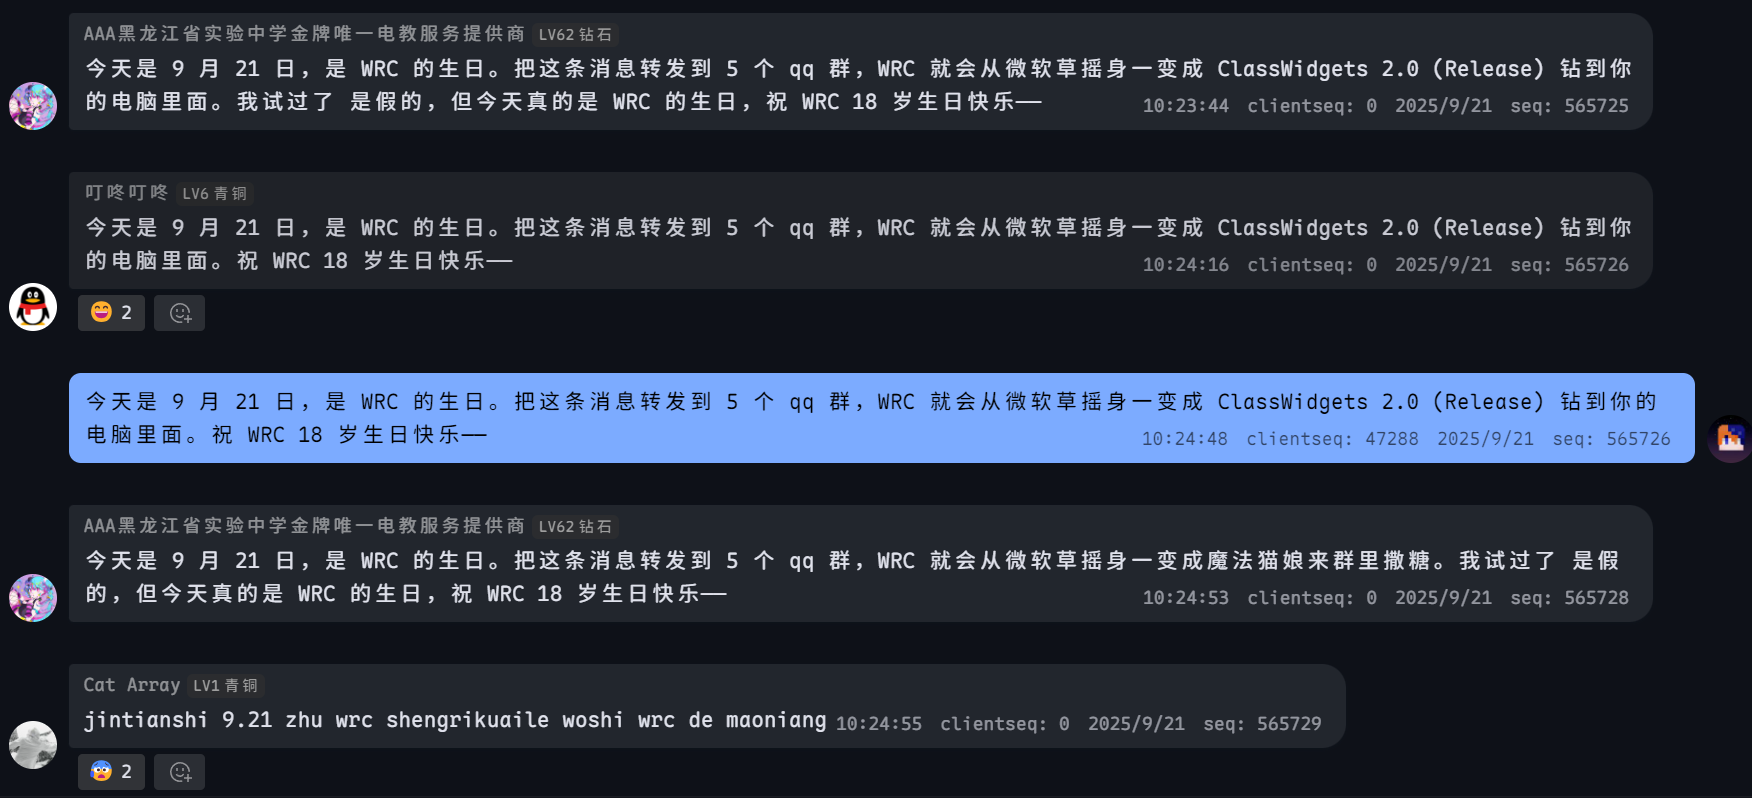 AAA黑龙江省实验中学金牌唯一电教服务提供商 LV62 钻石
今天是 9 月 21 日，是 WRC 的生日。把这条消息转发到 5 个 qq 群，WRC 就会从微软草摇身一变成 ClassWidgets 2.0 (Release) 钻到你
的电脑里面。我试过了 是假的，但今天真的是 WRC 的生日，祝 WRC 18 岁生日快乐——
10:23:44 clientseq: 0 2025/9/21 seq: 565725
叮咚叮咚 LV6 青铜
今天是 9 月 21 日，是 WRC 的生日。把这条消息转发到 5 个 qq 群，WRC 就会从微软草摇身一变成 ClassWidgets 2.0 (Release) 钻到你
的电脑里面。祝 WRC 18 岁生日快乐——
10:24:16 clientseq: 0 2025/9/21 seq: 565726
😄 2
今天是 9 月 21 日，是 WRC 的生日。把这条消息转发到 5 个 qq 群，WRC 就会从微软草摇身一变成 ClassWidgets 2.0 (Release) 钻到你的
电脑里面。祝 WRC 18 岁生日快乐——
10:24:48 clientseq: 47288 2025/9/21 seq: 565726
AAA黑龙江省实验中学金牌唯一电教服务提供商 LV62 钻石
今天是 9 月 21 日，是 WRC 的生日。把这条消息转发到 5 个 qq 群，WRC 就会从微软草摇身一变成魔法猫娘来群里撒糖。我试过了 是假
的，但今天真的是 WRC 的生日，祝 WRC 18 岁生日快乐——
10:24:53 clientseq: 0 2025/9/21 seq: 565728
Cat Array LV1 青铜
jintianshi 9.21 zhu wrc shengrikuaile woshi wrc de maoniang 10:24:55 clientseq: 0 2025/9/21 seq: 565729
😰 2